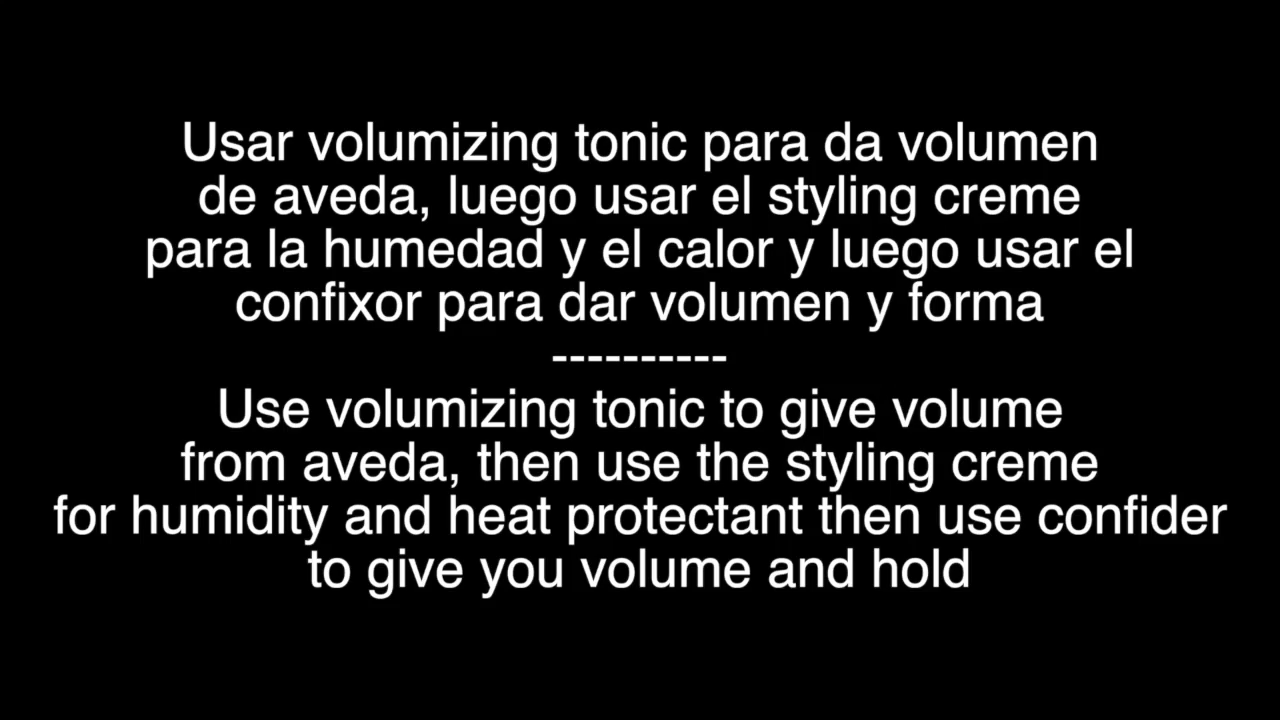 Usar volumizing tonic para da volumen
de aveda, luego usar el styling creme
para la humedad y el calor y luego usar el
confixor para dar volumen y forma
----------
Use volumizing tonic to give volume
from aveda, then use the styling creme
for humidity and heat protectant then use confider
to give you volume and hold